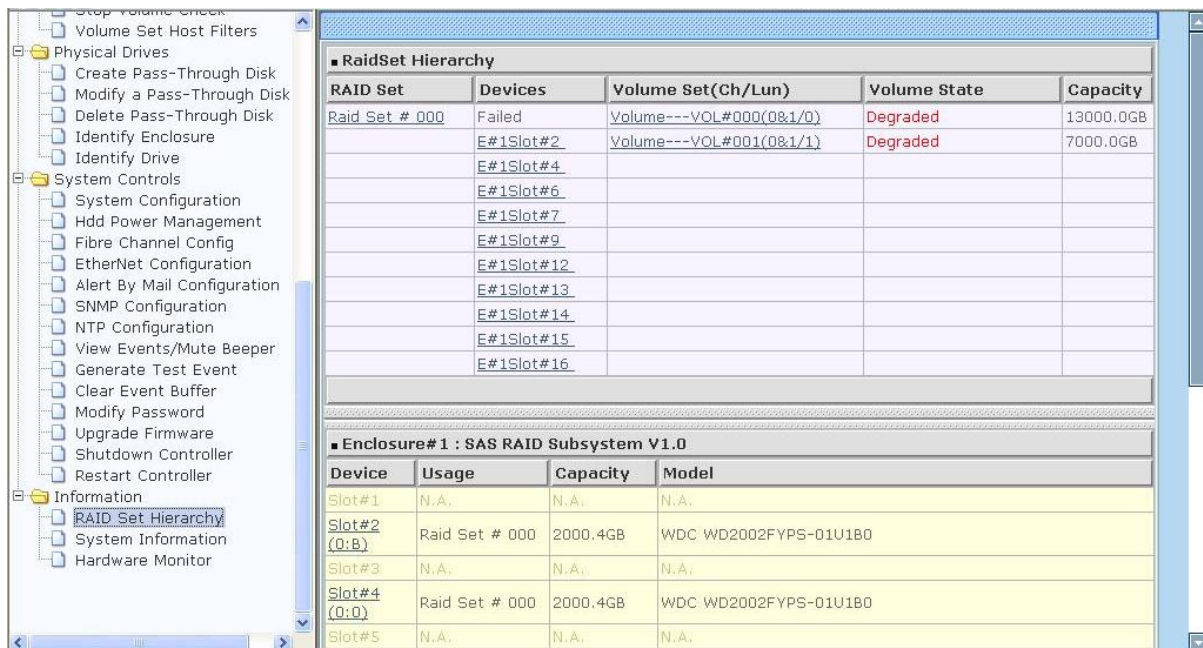 Stop Volume Check
Volume Set Host Filters
Physical Drives
Create Pass-Through Disk
Modify a Pass-Through Disk
Delete Pass-Through Disk
Identify Enclosure
Identify Drive
System Controls
System Configuration
Hdd Power Management
Fibre Channel Config
EtherNet Configuration
Alert By Mail Configuration
SNMP Configuration
NTP Configuration
View Events/Mute Beeper
Generate Test Event
Clear Event Buffer
Modify Password
Upgrade Firmware
Shutdown Controller
Restart Controller
Information
RAID Set Hierarchy
System Information
Hardware Monitor
RaidSet Hierarchy
RAID Set Devices Volume Set(Ch/Lun) Volume State Capacity
Raid Set # 000 Failed Volume---VOL#000(0&1/0) Degraded 13000.0GB
E#1Slot#2 Volume---VOL#001(0&1/1) Degraded 7000.0GB
E#1Slot#4
E#1Slot#6
E#1Slot#7
E#1Slot#9
E#1Slot#12
E#1Slot#13
E#1Slot#14
E#1Slot#15
E#1Slot#16
Enclosure#1 : SAS RAID Subsystem V1.0
Device Usage Capacity Model
Slot#1 N.A. N.A. N.A.
Slot#2 (0:B) Raid Set # 000 2000.4GB WDC WD2002FYPS-01U1B0
Slot#3 N.A. N.A. N.A.
Slot#4 (0:0) Raid Set # 000 2000.4GB WDC WD2002FYPS-01U1B0
Slot#5 N.A. N.A. N.A.